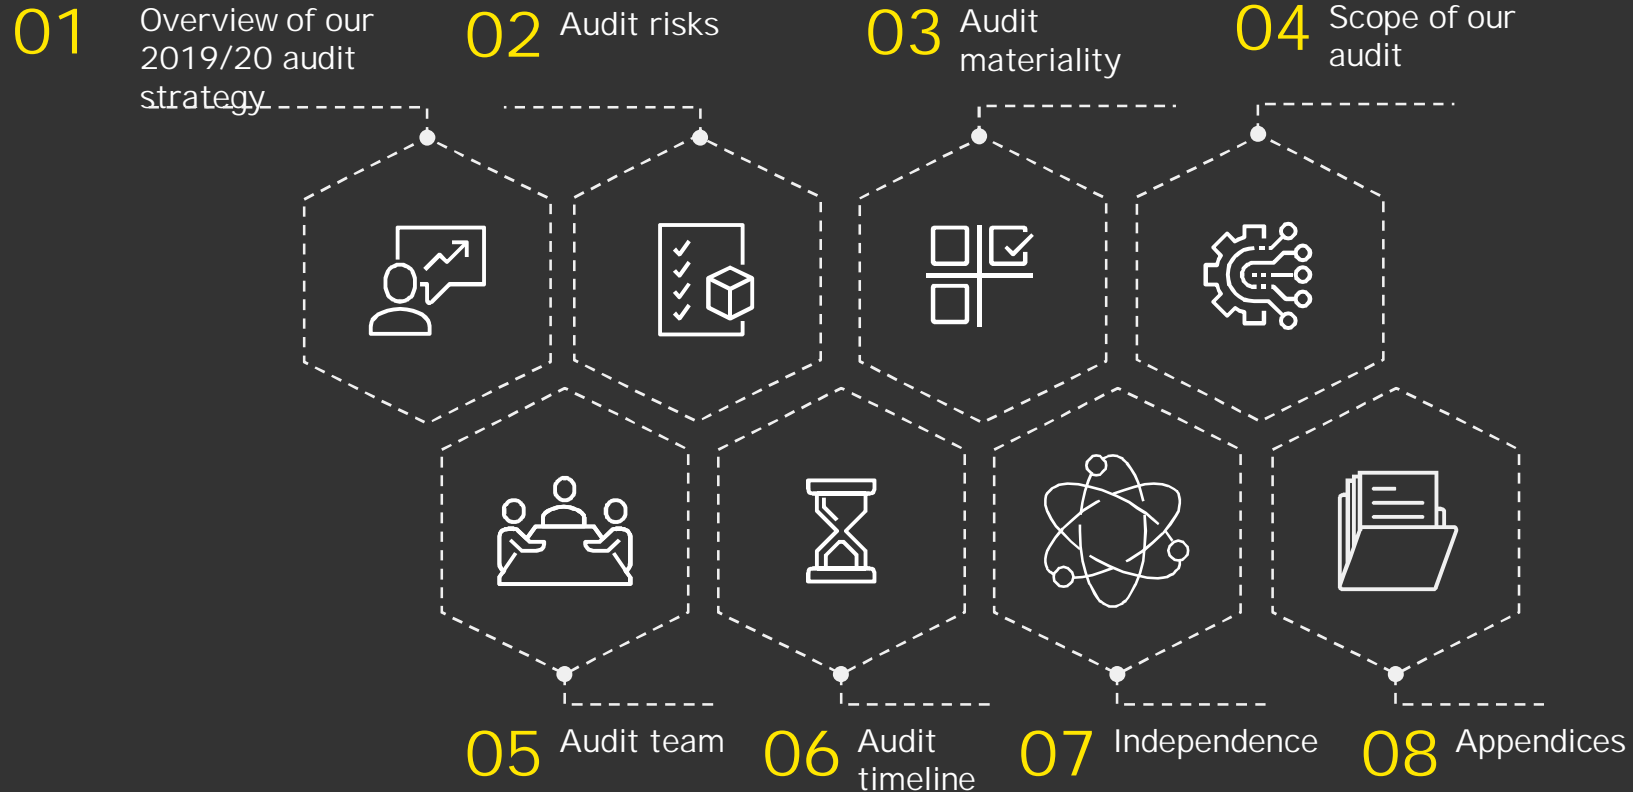 01 Overview of our
2019/20 audit
strategy
02 Audit risks
03 Audit
materiality
04 Scope of our
audit
05 Audit team
06 Audit
timeline
07 Independence
08 Appendices